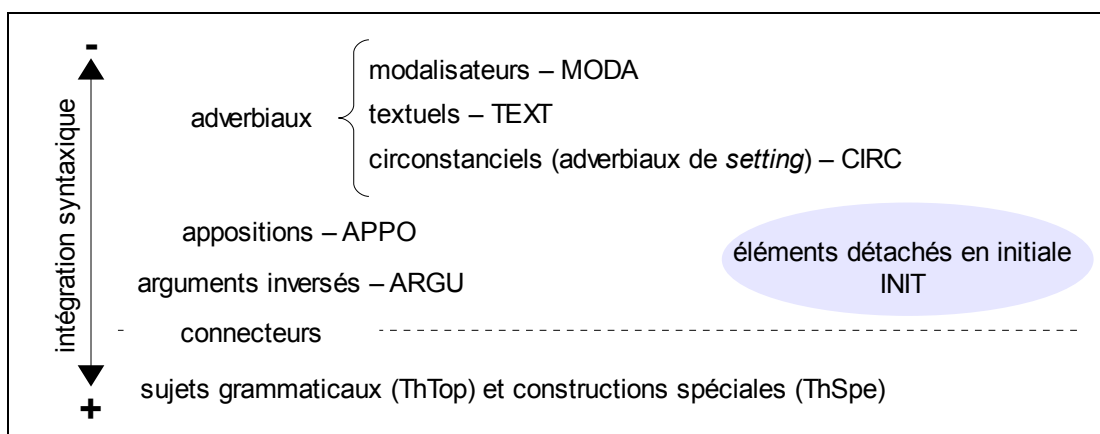 -
intégration syntaxique
adverbiaux
modalisateurs – MODA
textuels – TEXT
circonstanciels (adverbiaux de setting) – CIRC
appositions – APPO
arguments inversés – ARGU
éléments détachés en initiale
INIT
connecteurs
sujets grammaticaux (ThTop) et constructions spéciales (ThSpe)
+